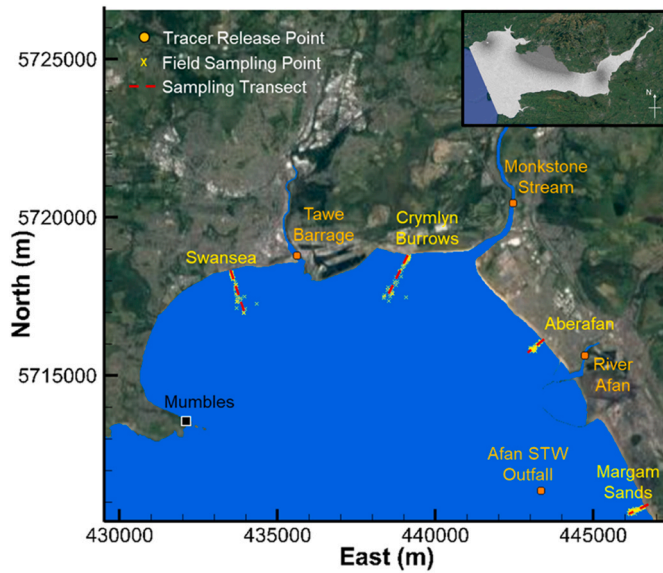 5725000
5720000
5715000
North (m)
Tracer Release Point
Field Sampling Point
Sampling Transect
N
Monkstone
Stream
Tawe
Barrage
Crymlyn
Burrows
Swansea
Aberafan
River
Afan
Mumbles
Afan STW
Outfall
Margam
Sands
430000
435000
440000
445000
East (m)